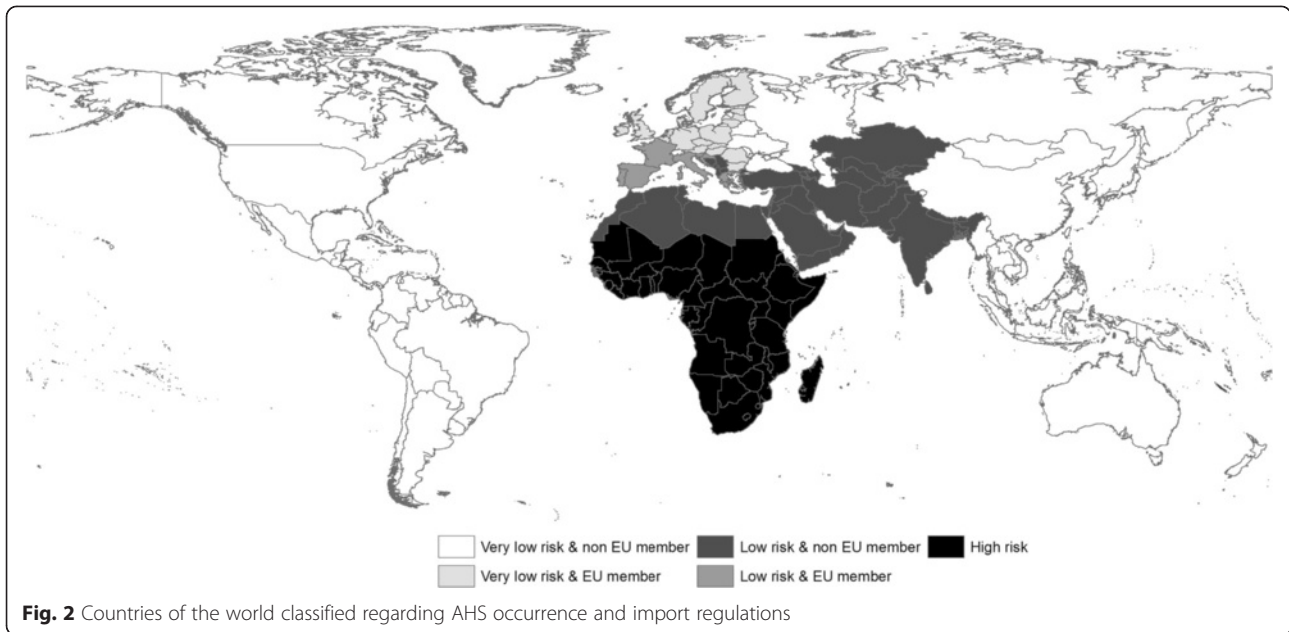 Very low risk & non EU member Low risk & non EU member High risk
Very low risk & EU member Low risk & EU member
Fig. 2 Countries of the world classified regarding AHS occurrence and import regulations